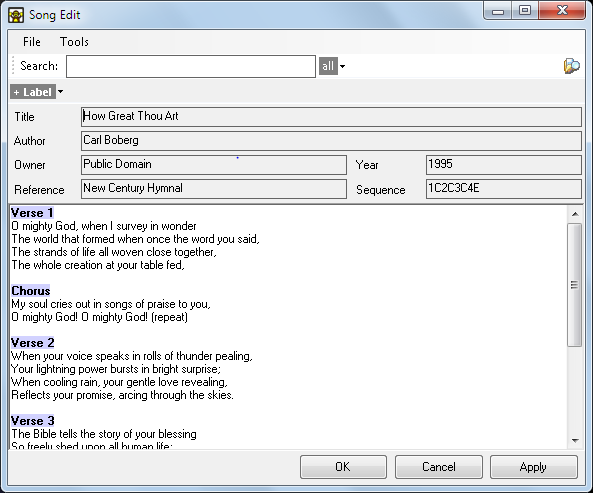 Song Edit
File Tools
Search: all
+ Label
Title How Great Thou Art
Author Carl Boberg
Owner Public Domain Year 1995
Reference New Century Hymnal Sequence 1C2C3C4E
Verse 1
O mighty God, when I survey in wonder
The world that formed when once the word you said,
The strands of life all woven close together,
The whole creation at your table fed,
Chorus
My soul cries out in songs of praise to you,
O mighty God! O mighty God! (repeat)
Verse 2
When your voice speaks in rolls of thunder pealing,
Your lightning power bursts in bright surprise;
When cooling rain, your gentle love revealing,
Reflects your promise, arcing through the skies.
Verse 3
The Bible tells the story of your blessing
So freely shed upon all human life;
OK Cancel Apply